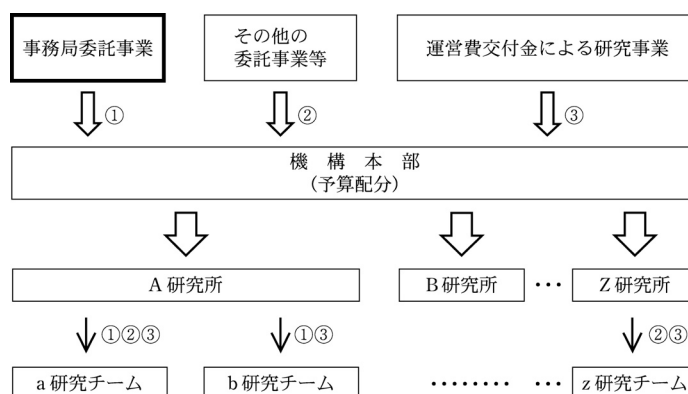 事務局委託事業
その他の
委託事業等
運営費交付金による研究事業
①
②
③
機 構 本 部
(予算配分)
A 研究所
B 研究所
…
Z 研究所
①②③
①③
②③
a 研究チーム
b 研究チーム
………
…
z 研究チーム